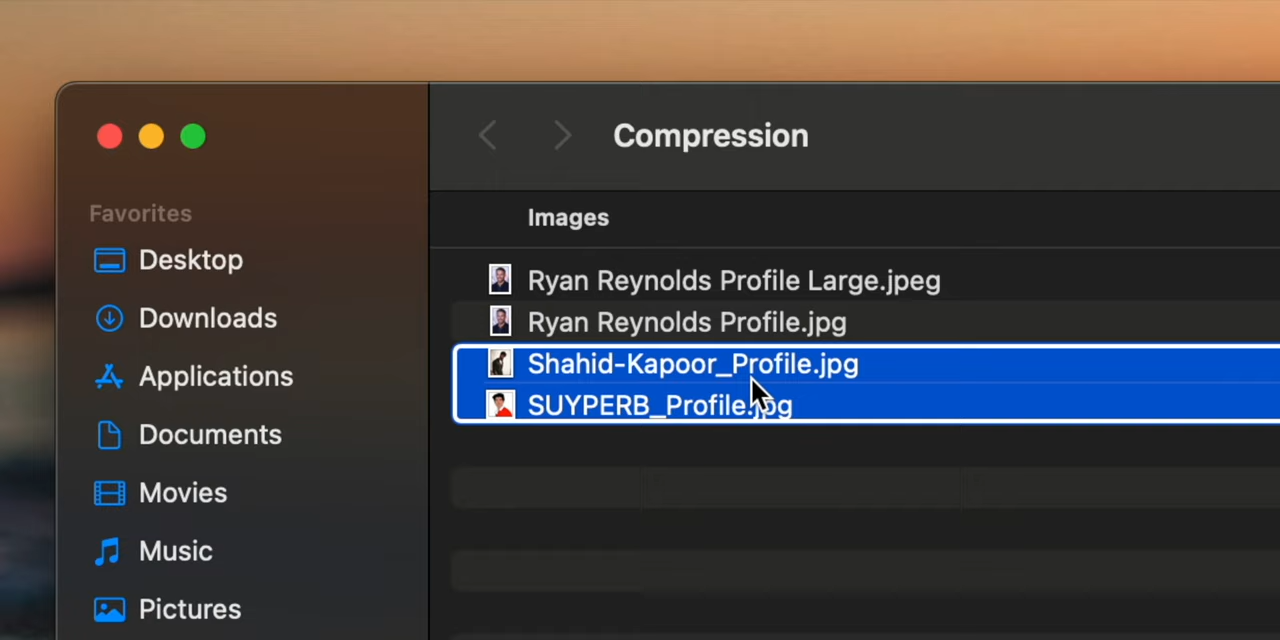 Compression
Favorites
Desktop
Downloads
Applications
Documents
Movies
Music
Pictures
Images
Ryan Reynolds Profile Large.jpeg
Ryan Reynolds Profile.jpg
Shahid-Kapoor_Profile.jpg
SUYPERB_Profile.jpg